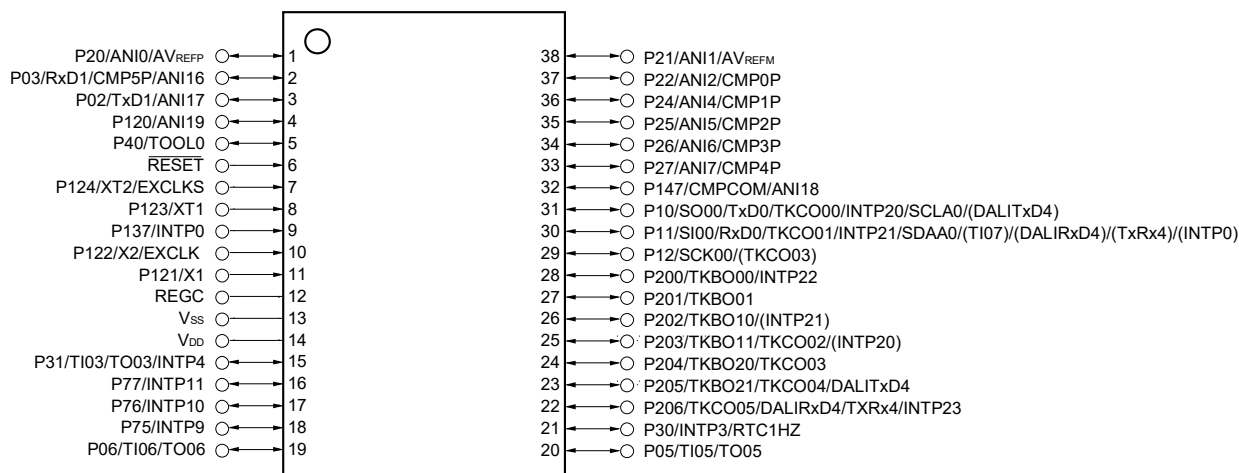 P20/ANI0/AVREFP 1 38 P21/ANI1/AVREFM
P03/RxD1/CMP5P/ANI16 2 37 P22/ANI2/CMP0P
P02/TxD1/ANI17 3 36 P24/ANI4/CMP1P
P120/ANI19 4 35 P25/ANI5/CMP2P
P40/TOOL0 5 34 P26/ANI6/CMP3P
RESET 6 33 P27/ANI7/CMP4P
P124/XT2/EXCLKS 7 32 P147/CMPCOM/ANI18
P123/XT1 8 31 P10/SO00/TxD0/TKCO00/INTP20/SCLA0/(DALITxD4)
P137/INTP0 9 30 P11/SI00/RxD0/TKCO01/INTP21/SDAA0/(TI07)/(DALIRxD4)/(TxRx4)/(INTP0)
P122/X2/EXCLK 10 29 P12/SCK00/(TKCO03)
P121/X1 11 28 P200/TKBO00/INTP22
REGC 12 27 P201/TKBO01
VSS 13 26 P202/TKBO10/(INTP21)
VDD 14 25 P203/TKBO11/TKCO02/(INTP20)
P31/TI03/TO03/INTP4 15 24 P204/TKBO20/TKCO03
P77/INTP11 16 23 P205/TKBO21/TKCO04/DALITxD4
P76/INTP10 17 22 P206/TKCO05/DALIRxD4/TXRx4/INTP23
P75/INTP9 18 21 P30/INTP3/RTC1HZ
P06/TI06/TO06 19 20 P05/TI05/TO05